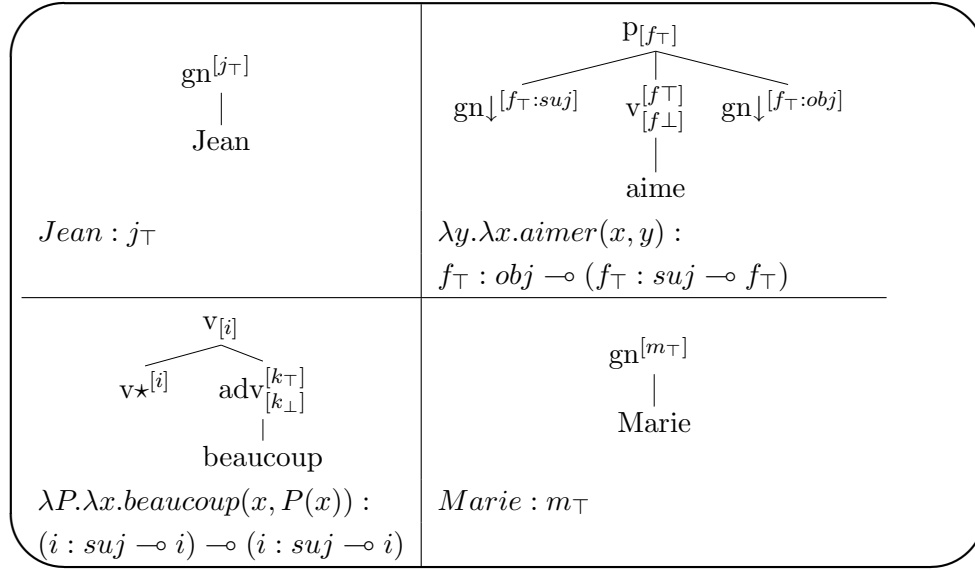 gn^[j⊤]
Jean
Jean : j⊤
p_[f⊤]
gn↓^[f⊤:suj] v^[f⊤]_[f⊥] gn↓^[f⊤:obj]
aime
λy.λx.aimer(x, y) :
f⊤ : obj ⊸ (f⊤ : suj ⊸ f⊤)
v_[i]
v⋆^[i] adv^[k⊤]_[k⊥]
beaucoup
λP.λx.beaucoup(x, P(x)) :
(i : suj ⊸ i) ⊸ (i : suj ⊸ i)
gn^[m⊤]
Marie
Marie : m⊤